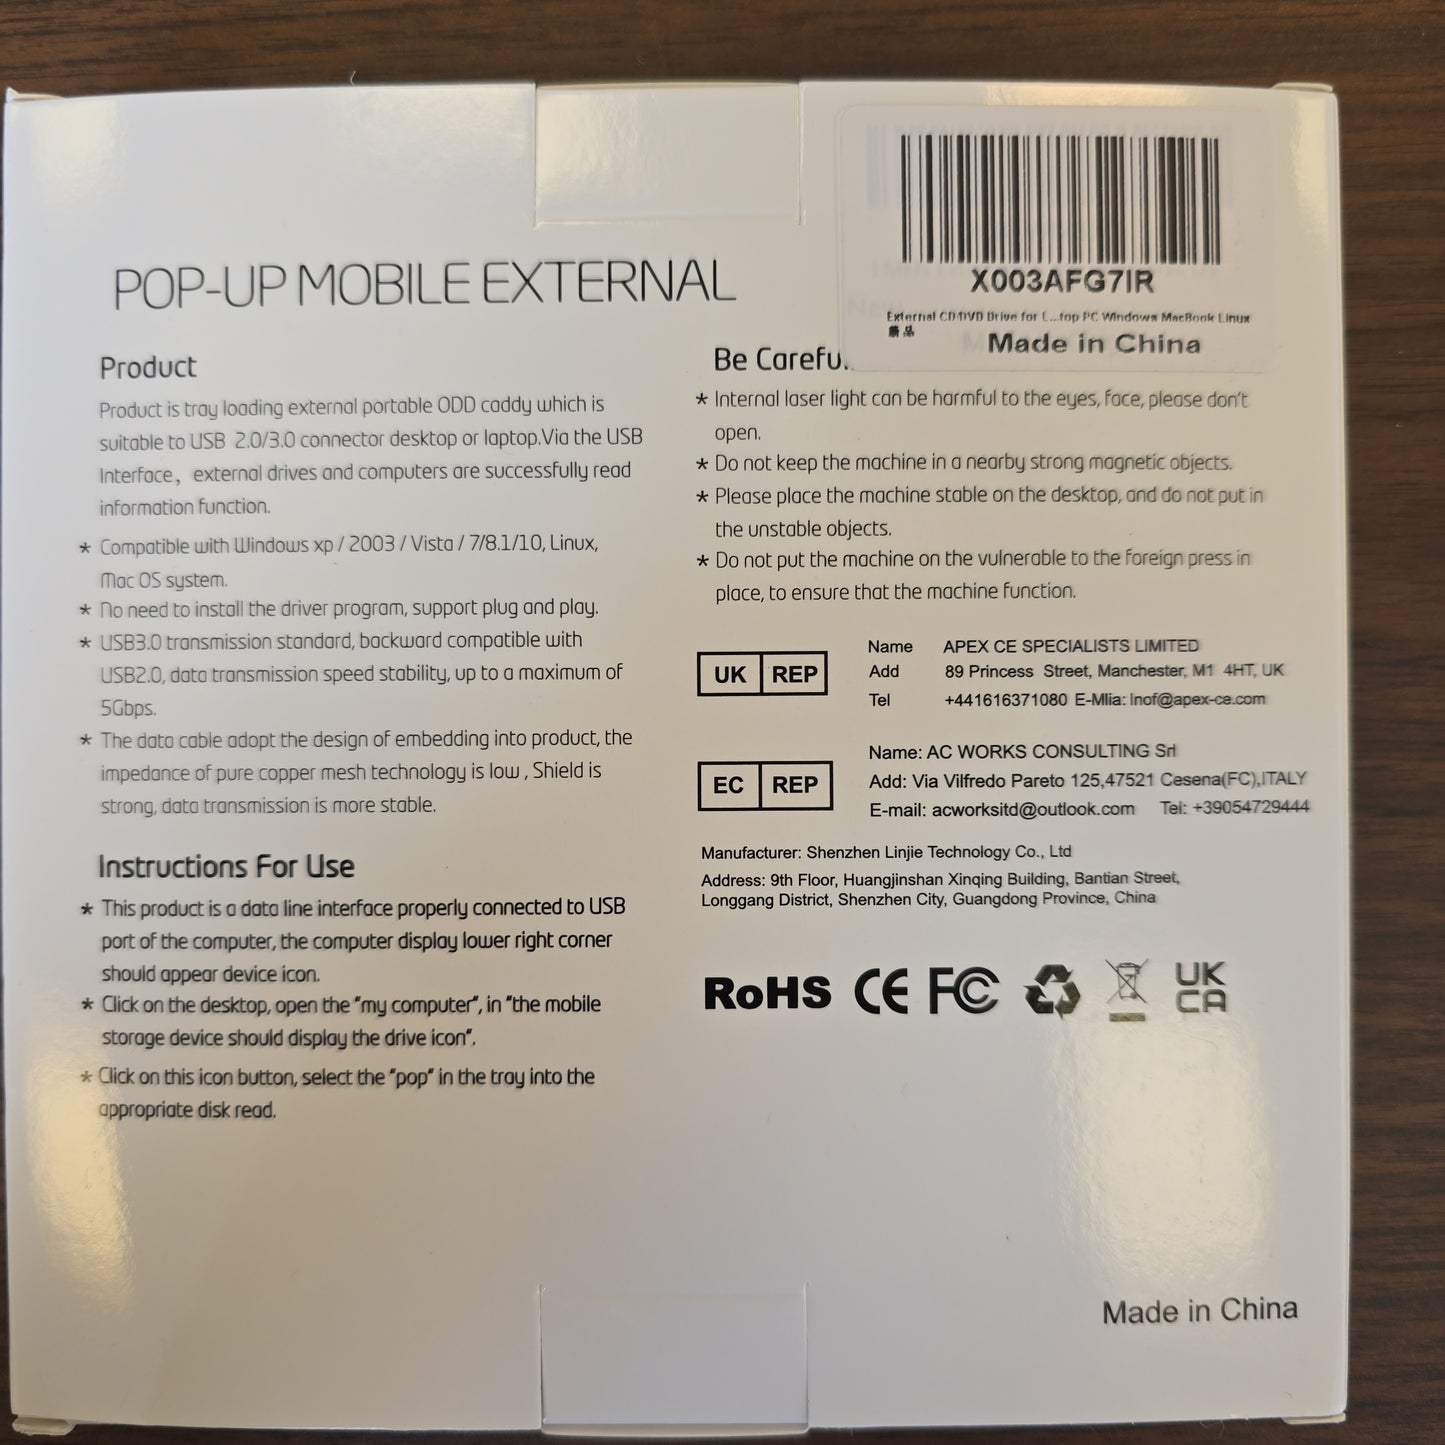 X003AFG7IR
External CD/DVD Drive for L...top PC Windows MacBook Linux
新品
Made in China
POP-UP MOBILE EXTERNAL
Product
Product is tray loading external portable ODD caddy which is
suitable to USB 2.0/3.0 connector desktop or laptop.Via the USB
Interface, external drives and computers are successfully read
information function.
* Compatible with Windows xp / 2003 / Vista / 7/8.1/10, Linux,
Mac OS system.
* No need to install the driver program, support plug and play.
* USB3.0 transmission standard, backward compatible with
USB2.0, data transmission speed stability, up to a maximum of
5Gbps.
* The data cable adopt the design of embedding into product, the
impedance of pure copper mesh technology is low , Shield is
strong, data transmission is more stable.
Instructions For Use
* This product is a data line interface properly connected to USB
port of the computer, the computer display lower right corner
should appear device icon.
* Click on the desktop, open the "my computer", in "the mobile
storage device should display the drive icon".
* Click on this icon button, select the "pop" in the tray into the
appropriate disk read.
Be Carefu
* Internal laser light can be harmful to the eyes, face, please don't
open.
* Do not keep the machine in a nearby strong magnetic objects.
* Please place the machine stable on the desktop, and do not put in
the unstable objects.
* Do not put the machine on the vulnerable to the foreign press in
place, to ensure that the machine function.
UK REP
Name APEX CE SPECIALISTS LIMITED
Add 89 Princess Street, Manchester, M1 4HT, UK
Tel +441616371080 E-Mlia: Inof@apex-ce.com
EC REP
Name: AC WORKS CONSULTING Srl
Add: Via Vilfredo Pareto 125,47521 Cesena(FC),ITALY
E-mail: acworksitd@outlook.com Tel: +39054729444
Manufacturer: Shenzhen Linjie Technology Co., Ltd
Address: 9th Floor, Huangjinshan Xinqing Building, Bantian Street,
Longgang District, Shenzhen City, Guangdong Province, China
RoHS CE FC UK
CA
Made in China